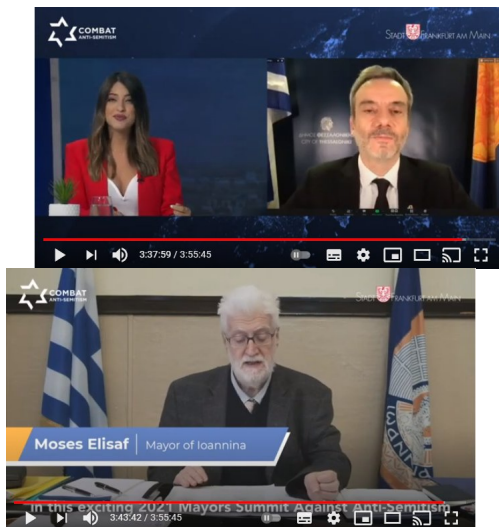 COMBAT
ANTI-SEMITISM
STADT FRANKFURT AM MAIN
CITY OF THESSALONIKI
3:37:59 / 3:55:45
COMBAT
ANTI-SEMITISM
STADT FRANKFURT AM MAIN
Moses Elisaf | Mayor of Ioannina
In this exciting 2021 Mayors Summit Against Anti-Semitism
3:43:42 / 3:55:45